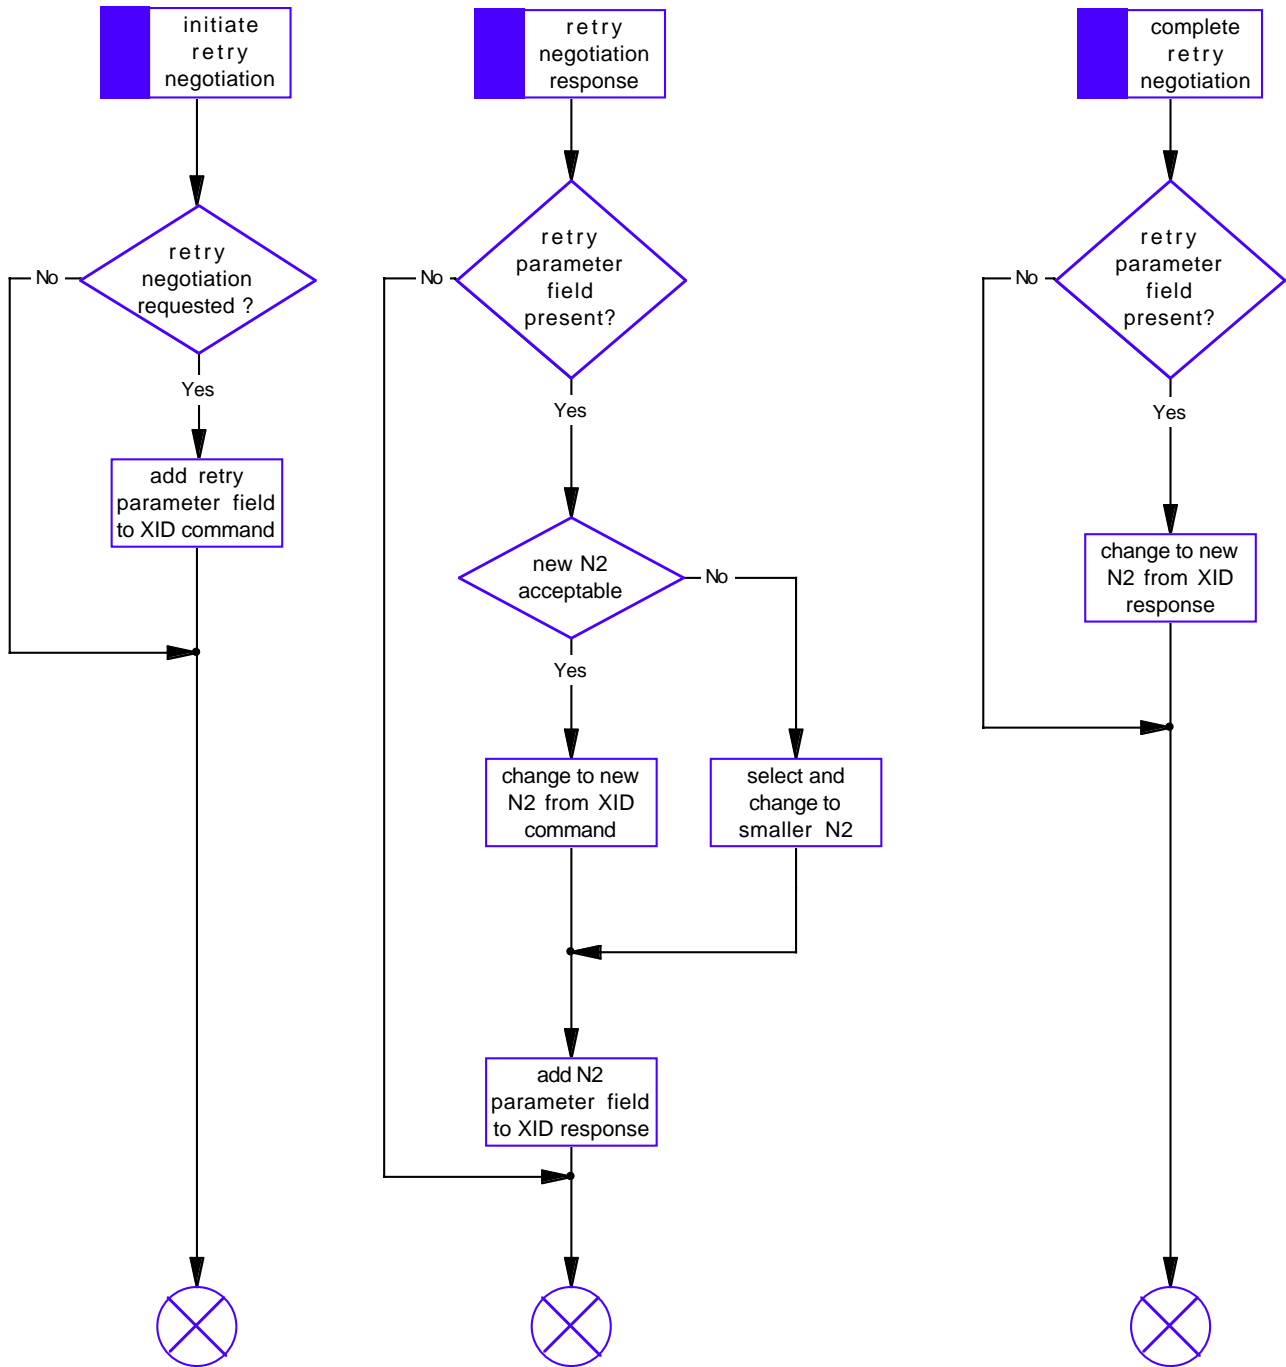 initiate
retry
negotiation
retry
negotiation
requested ?
No
Yes
add retry
parameter field
to XID command
retry
negotiation
response
retry
parameter
field
present?
No
Yes
new N2
acceptable
No
Yes
change to new
N2 from XID
command
select and
change to
smaller N2
add N2
parameter field
to XID response
complete
retry
negotiation
retry
parameter
field
present?
No
Yes
change to new
N2 from XID
response